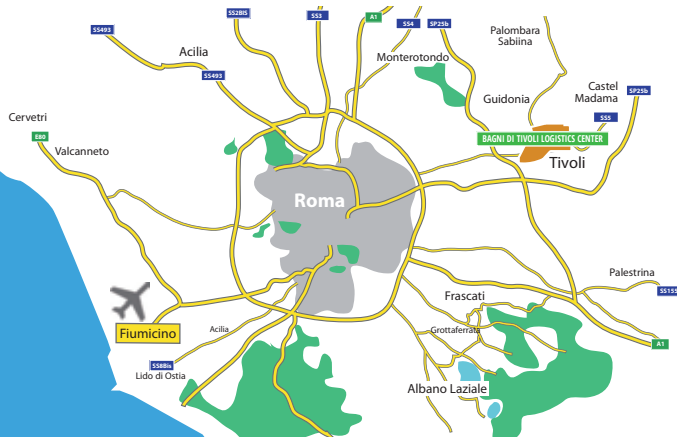 SS2BIS
SS3
A1
SS4
SP25b
SS493
Palombara
Sabiina
Acilia
Monterotondo
SS493
Castel
Madama
SP25b
Guidonia
Cervetri
SS5
E80
BAGNI DI TIVOLI LOGISTICS CENTER
Valcanneto
Tivoli
Roma
Palestrina
SS155
Frascati
Fiumicino
Acilia
Grottaferrata
A1
SS8Bis
Lido di Ostia
Albano Laziale